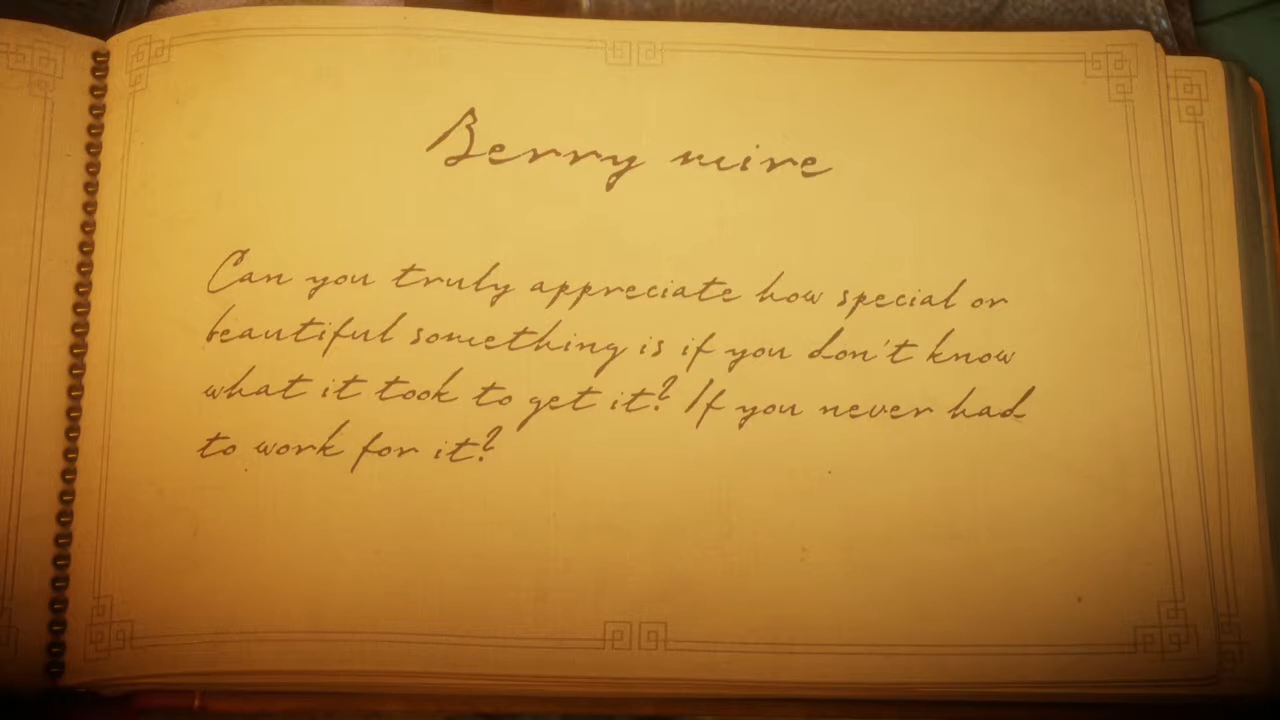 Berry mire
Can you truly appreciate how special or
beautiful something is if you don't know
what it took to get it? If you never had
to work for it?